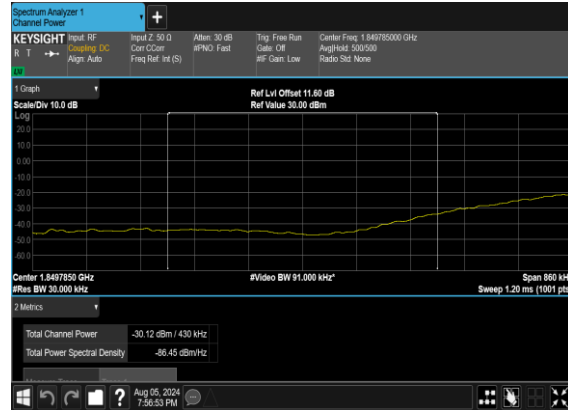 Spectrum Analyzer 1
Channel Power
KEYSIGHT Input: RF Input Z: 50 Ω Atten: 30 dB Trig: Free Run Center Freq: 1.849785000 GHz
R T Coupling: DC Corr CCorr #PNO: Fast Gate: Off Avg|Hold: 500/500
Align: Auto Freq Ref: Int (S) #IF Gain: Low Radio Std: None
LM
1 Graph
Ref Lvl Offset 11.60 dB
Scale/Div 10.0 dB Ref Value 30.00 dBm
Log
20.0
10.0
0.00
-10.0
-20.0
-30.0
-40.0
-50.0
-60.0
Center 1.8497850 GHz #Video BW 91.000 kHz* Span 860 kH
#Res BW 30.000 kHz Sweep 1.20 ms (1001 pts
2 Metrics
Total Channel Power -30.12 dBm / 430 kHz
Total Power Spectral Density -86.45 dBm/Hz
Aug 05, 2024
7:56:53 PM